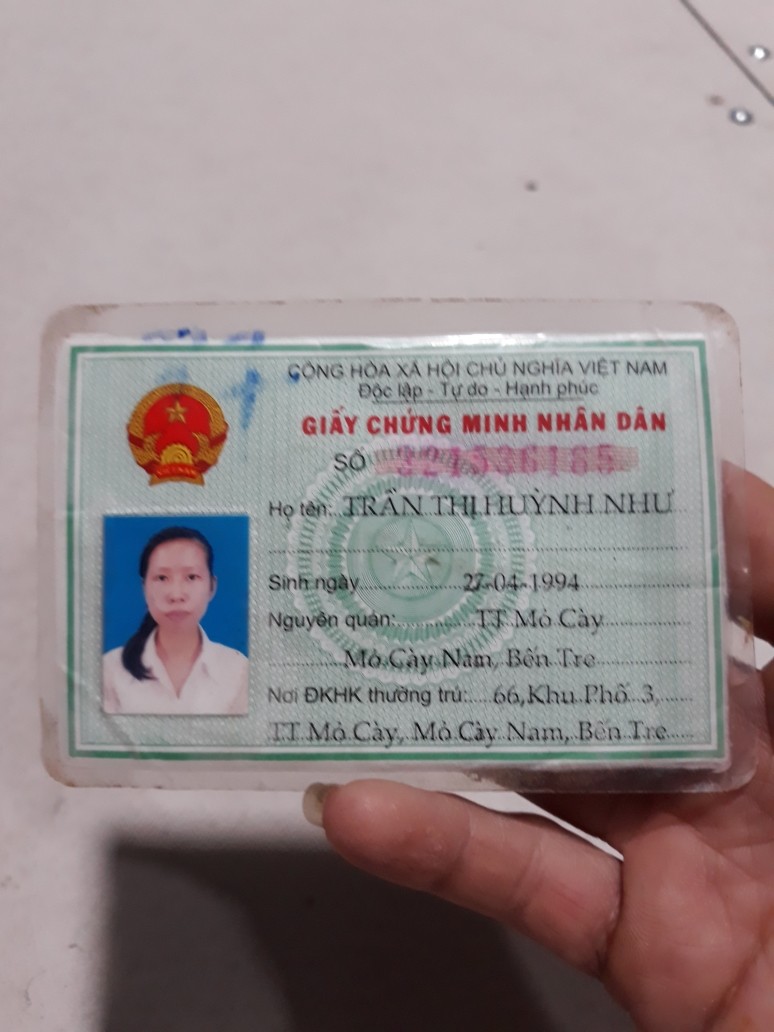 CỘNG HÒA XÃ HỘI CHỦ NGHĨA VIỆT NAM
Độc lập - Tự do - Hạnh phúc
GIẤY CHỨNG MINH NHÂN DÂN
SỐ
Họ tên: TRẦN THỊ HUỲNH NHƯ
Sinh ngày 27-04-1994
Nguyên quán: TT Mỏ Cày
Mỏ Cày Nam, Bến Tre
Nơi ĐKHK thường trú: 66, Khu Phố 3,
TT Mỏ Cày, Mỏ Cày Nam, Bến Tre